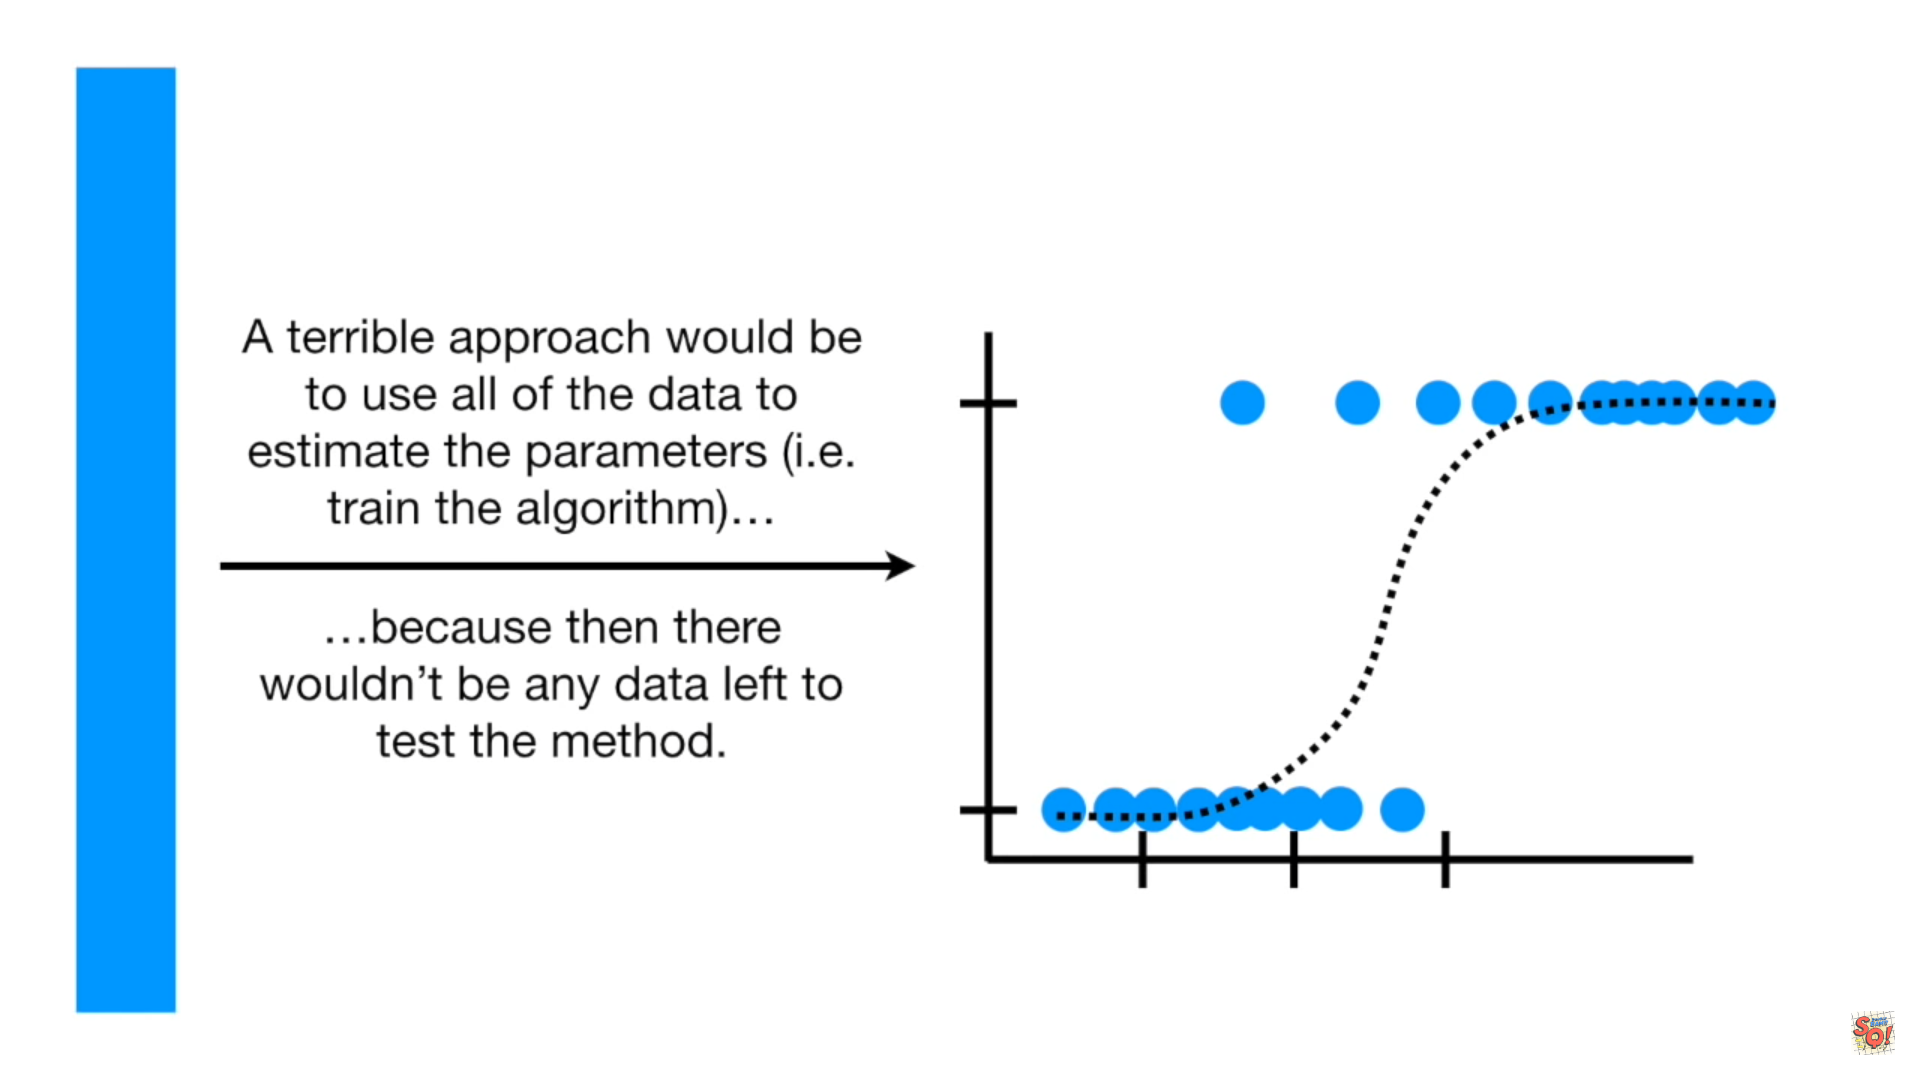 A terrible approach would be
to use all of the data to
estimate the parameters (i.e.
train the algorithm)…
…because then there
wouldn’t be any data left to
test the method.
SQ!